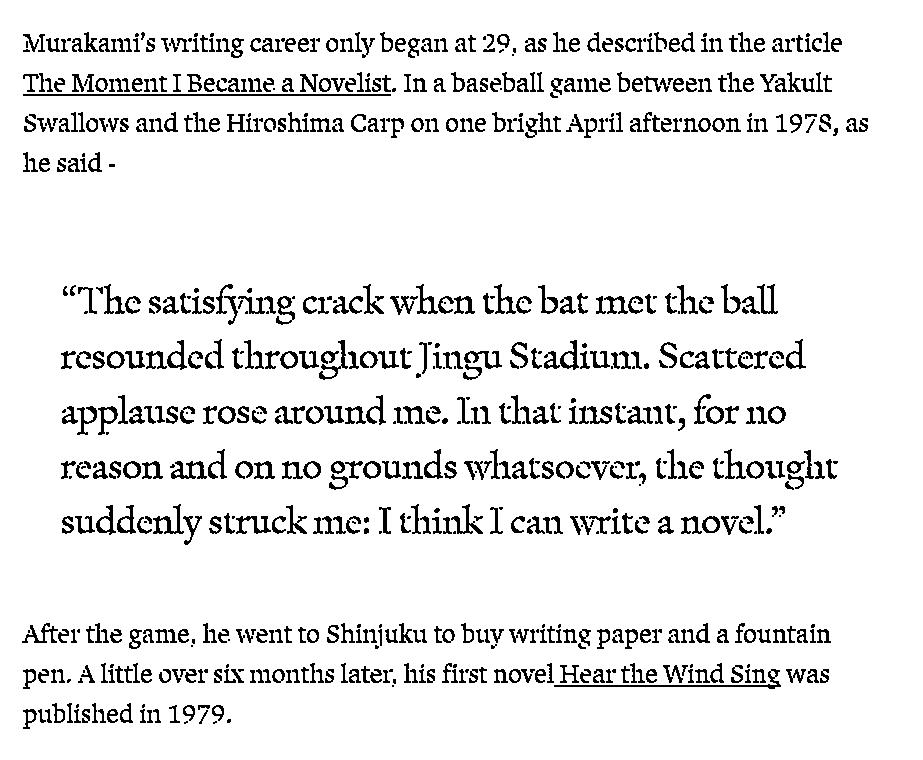 Murakami's writing career only began at 29, as he described in the article
The Moment I Became a Novelist. In a baseball game between the Yakult
Swallows and the Hiroshima Carp on one bright April afternoon in 1978, as
he said -
“The satisfying crack when the bat met the ball
resounded throughout Jingu Stadium. Scattered
applause rose around me. In that instant, for no
reason and on no grounds whatsoever, the thought
suddenly struck me: I think I can write a novel.”
After the game, he went to Shinjuku to buy writing paper and a fountain
pen. A little over six months later, his first novel Hear the Wind Sing was
published in 1979.